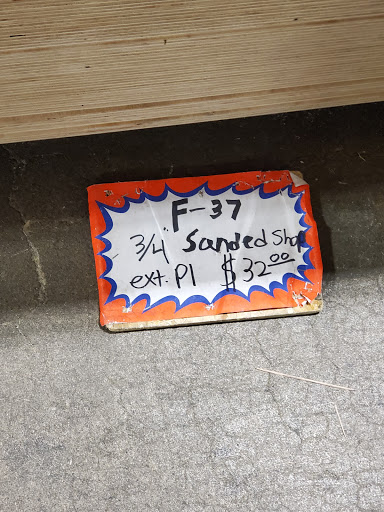 F-37
3/4" Sanded Shop
ext. Pl $32.00